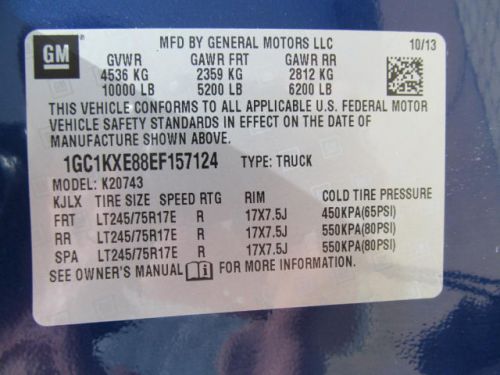 GM
MFD BY GENERAL MOTORS LLC 10/13
GVWR GAWR FRT GAWR RR
4536 KG 2359 KG 2812 KG
10000 LB 5200 LB 6200 LB
THIS VEHICLE CONFORMS TO ALL APPLICABLE U.S. FEDERAL MOTOR
VEHICLE SAFETY STANDARDS IN EFFECT ON THE DATE OF
MANUFACTURE SHOWN ABOVE.
1GC1KXE88EF157124 TYPE: TRUCK
MODEL: K20743
KJLX TIRE SIZE SPEED RTG RIM COLD TIRE PRESSURE
FRT LT245/75R17E R 17X7.5J 450KPA(65PSI)
RR LT245/75R17E R 17X7.5J 550KPA(80PSI)
SPA LT245/75R17E R 17X7.5J 550KPA(80PSI)
SEE OWNER'S MANUAL FOR MORE INFORMATION.